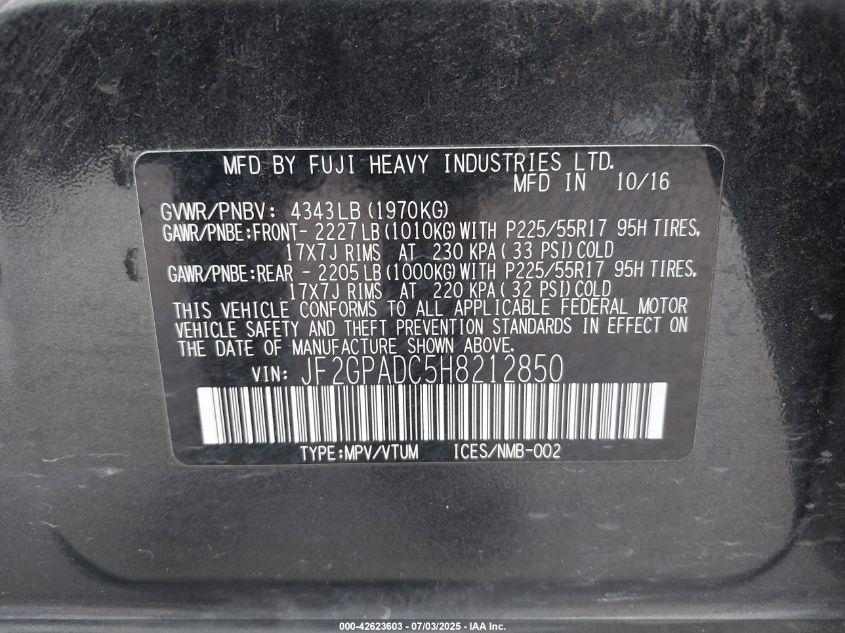 MFD BY FUJI HEAVY INDUSTRIES LTD.
MFD IN 10/16
GVWR/PNBV: 4343LB (1970KG)
GAWR/PNBE:FRONT- 2227LB (1010KG) WITH P225/55R17 95H TIRES,
17X7J RIMS AT 230 KPA (33 PSI) COLD
GAWR/PNBE:REAR - 2205LB (1000KG) WITH P225/55R17 95H TIRES,
17X7J RIMS AT 220 KPA (32 PSI) COLD
THIS VEHICLE CONFORMS TO ALL APPLICABLE FEDERAL MOTOR
VEHICLE SAFETY AND THEFT PREVENTION STANDARDS IN EFFECT ON
THE DATE OF MANUFACTURE SHOWN ABOVE.
VIN: JF2GPADC5H8212850
TYPE:MPV/VTUM ICES/NMB-002
000-42623603 - 07/03/2025 - IAA Inc.